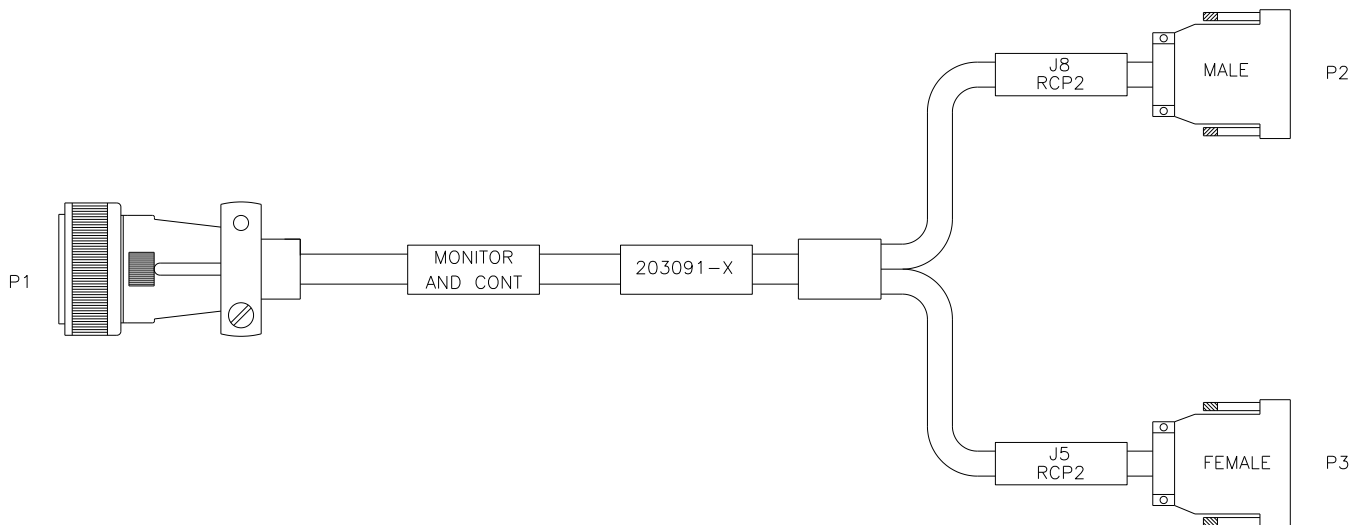 J8
RCP2
MALE
P2
P1
MONITOR
AND CONT
203091-X
J5
RCP2
FEMALE
P3